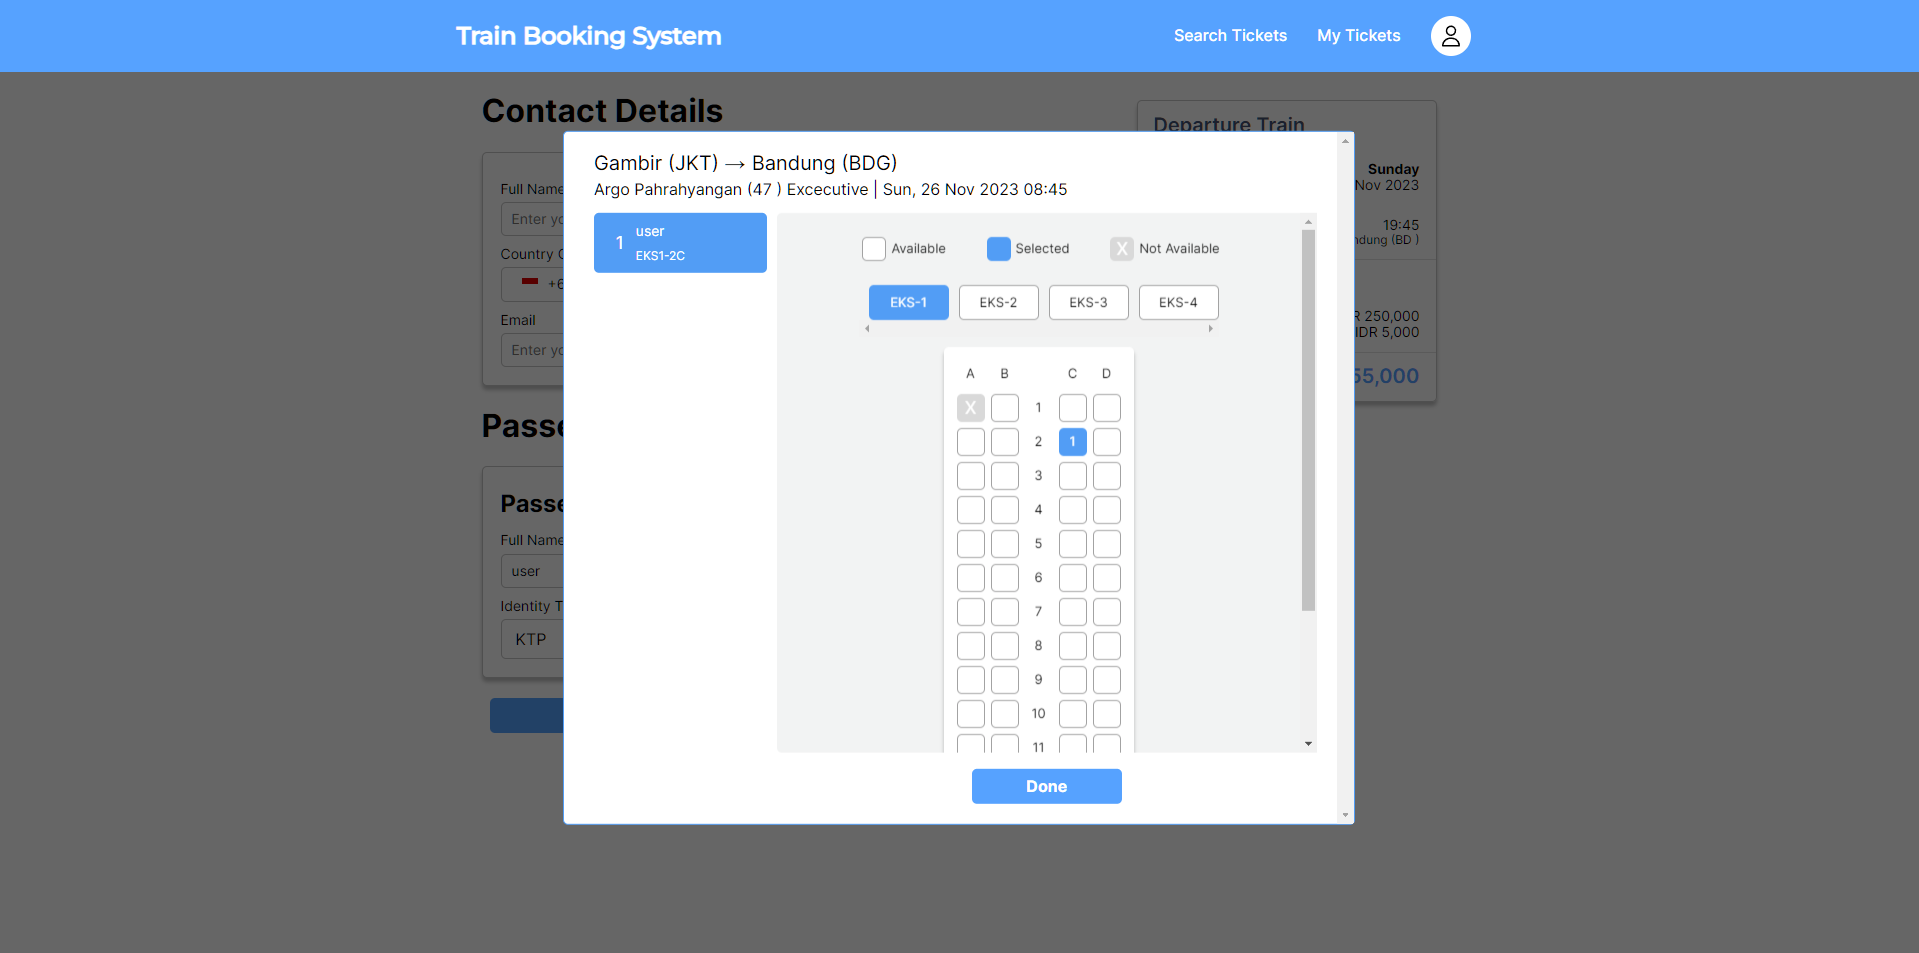 Train Booking System
Search Tickets
My Tickets
Contact Details
Full Name
Enter yo
Country
+6
Email
Enter yo
Passe
Passe
Full Name
user
Identity T
KTP
Departure Train
Sunday
Nov 2023
19:45
ndung (BD )
250,000
IDR 5,000
55,000
Gambir (JKT) → Bandung (BDG)
Argo Pahrahyangan (47 ) Excecutive | Sun, 26 Nov 2023 08:45
1 user
EKS1-2C
Available
Selected
X Not Available
EKS-1 EKS-2 EKS-3 EKS-4
A B C D
X 1
2 1
3
4
5
6
7
8
9
10
11
Done